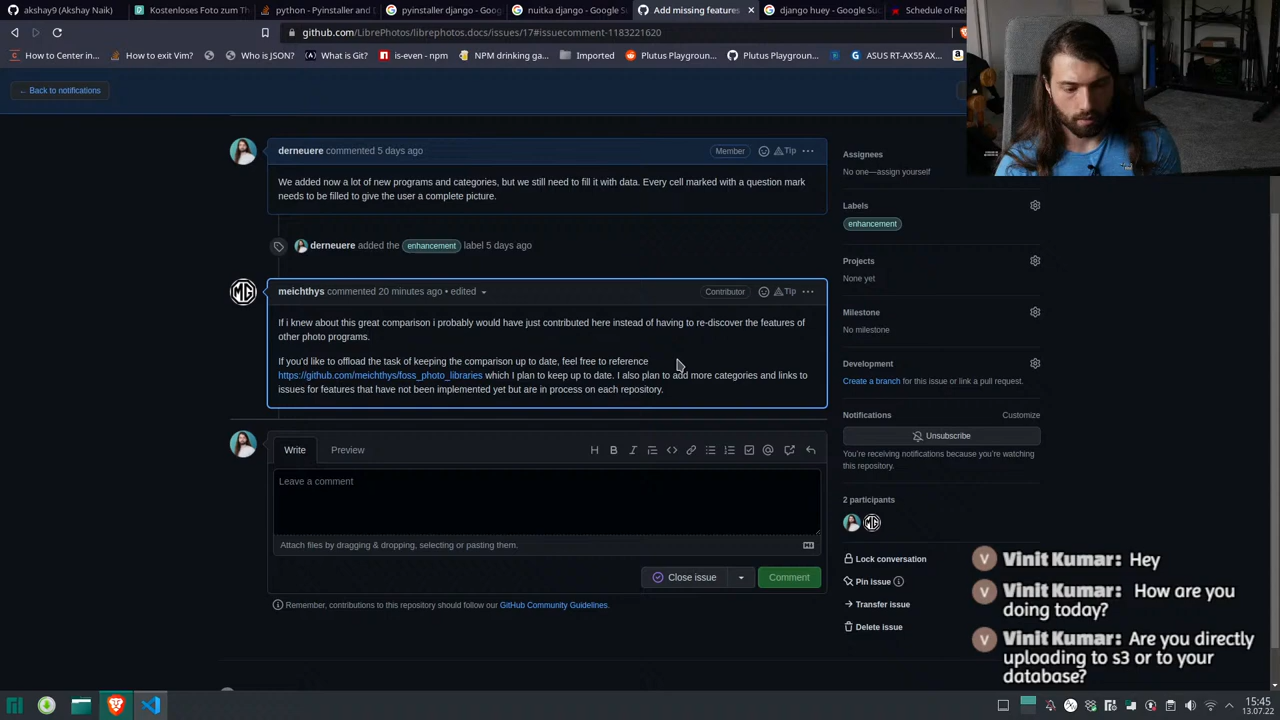 akshay9 (Akshay Naik)
Kostenloses Foto zum Th
python - Pyinstaller and D
pyinstaller django - Goog
nuitka django - Google Se
Add missing features
django huey - Google Suc
Schedule of Rel
github.com/LibrePhotos/librephotos.docs/issues/17#issuecomment-1183221620
How to Center in...
How to exit Vim?
Who is JSON?
What is Git?
is-even - npm
NPM drinking ga...
Imported
Plutus Playgroun...
Plutus Playgroun...
ASUS RT-AX55 AX...
← Back to notifications
derneuere commented 5 days ago
Member
Tip
We added now a lot of new programs and categories, but we still need to fill it with data. Every cell marked with a question mark
needs to be filled to give the user a complete picture.
derneuere added the enhancement label 5 days ago
meichthys commented 20 minutes ago • edited
Contributor
Tip
If i knew about this great comparison i probably would have just contributed here instead of having to re-discover the features of
other photo programs.
If you'd like to offload the task of keeping the comparison up to date, feel free to reference
https://github.com/meichthys/foss_photo_libraries which I plan to keep up to date. I also plan to add more categories and links to
issues for features that have not been implemented yet but are in process on each repository.
Write
Preview
Leave a comment
Attach files by dragging & dropping, selecting or pasting them.
Close issue
Comment
Remember, contributions to this repository should follow our GitHub Community Guidelines.
Assignees
No one—assign yourself
Labels
enhancement
Projects
None yet
Milestone
No milestone
Development
Create a branch for this issue or link a pull request.
Notifications
Customize
Unsubscribe
You're receiving notifications because you're watching
this repository.
2 participants
Lock conversation
Pin issue
Transfer issue
Delete issue
Vinit Kumar: Hey
Vinit Kumar: How are you
doing today?
Vinit Kumar: Are you directly
uploading to s3 or to your
database?
15:45
13.07.22